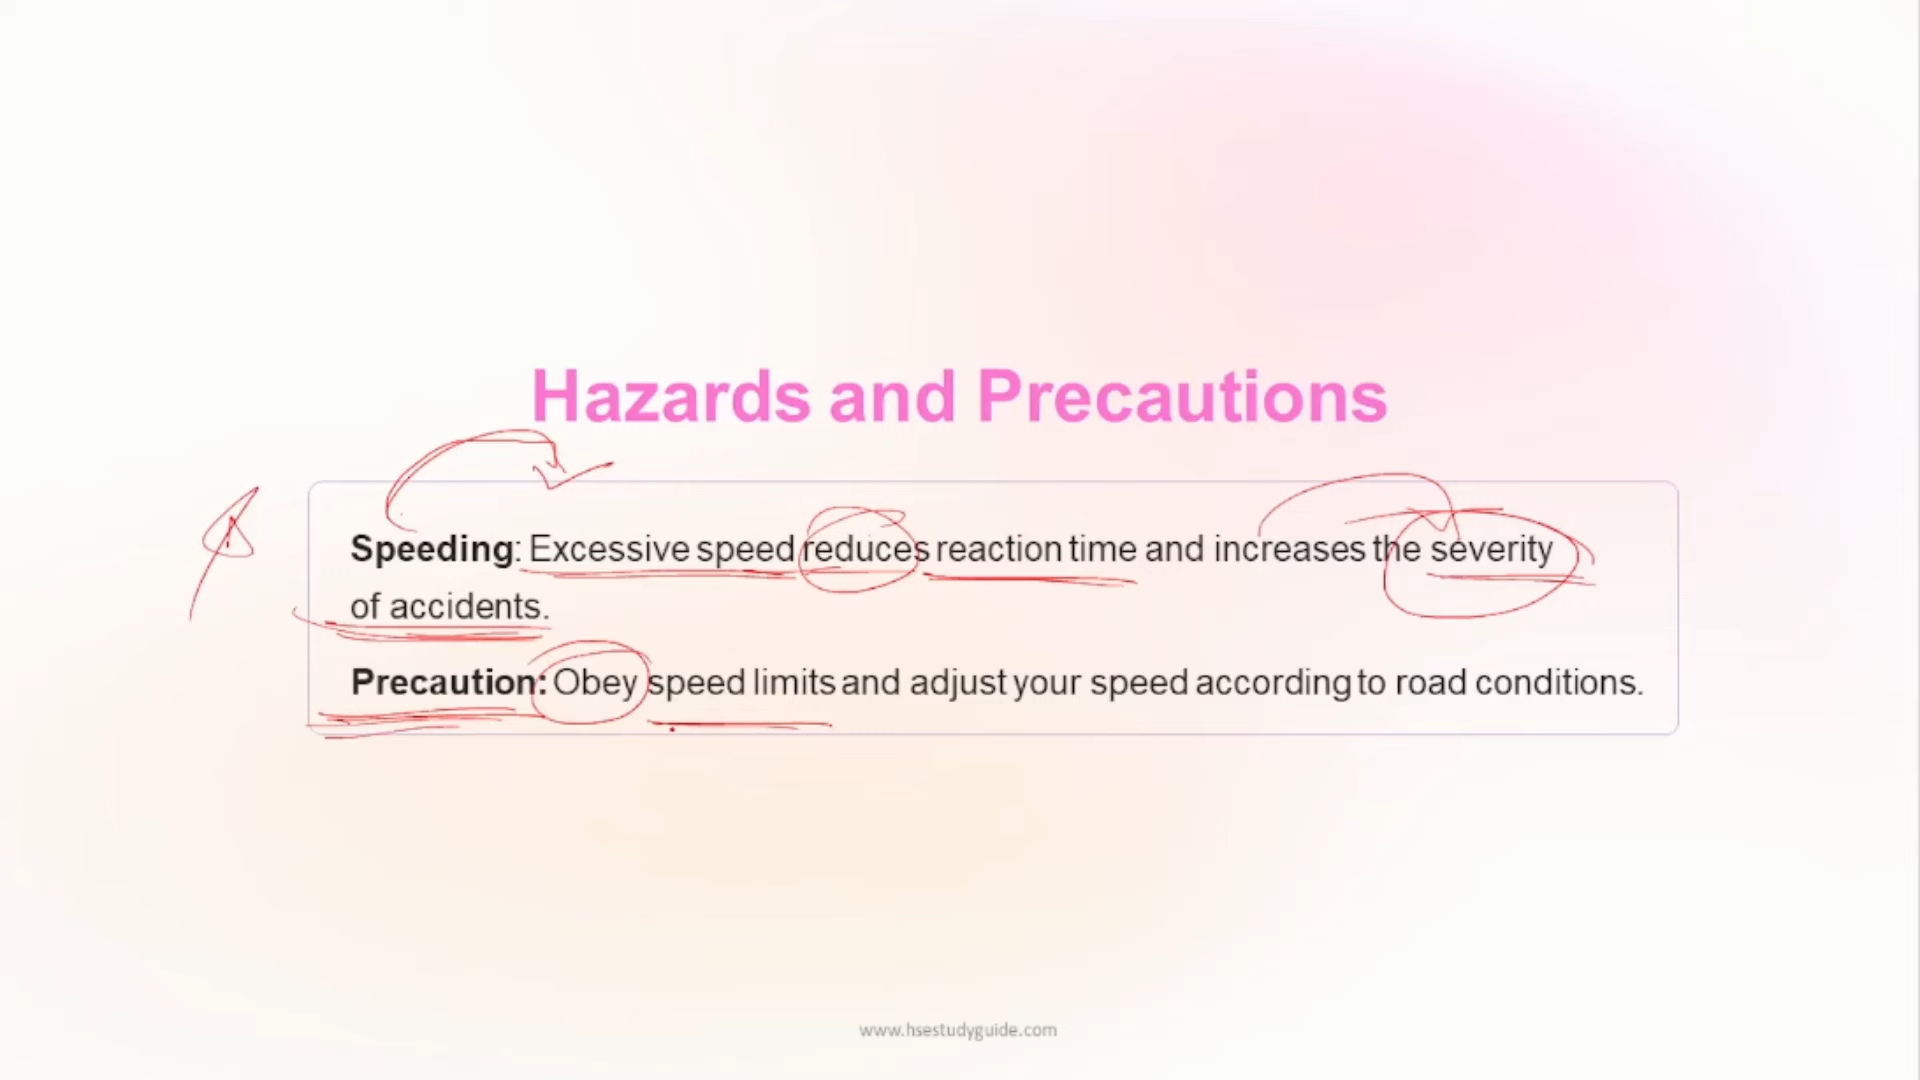 Hazards and Precautions
Speeding: Excessive speed reduces reaction time and increases the severity
of accidents.
Precaution: Obey speed limits and adjust your speed according to road conditions.
www.hsestudyguide.com